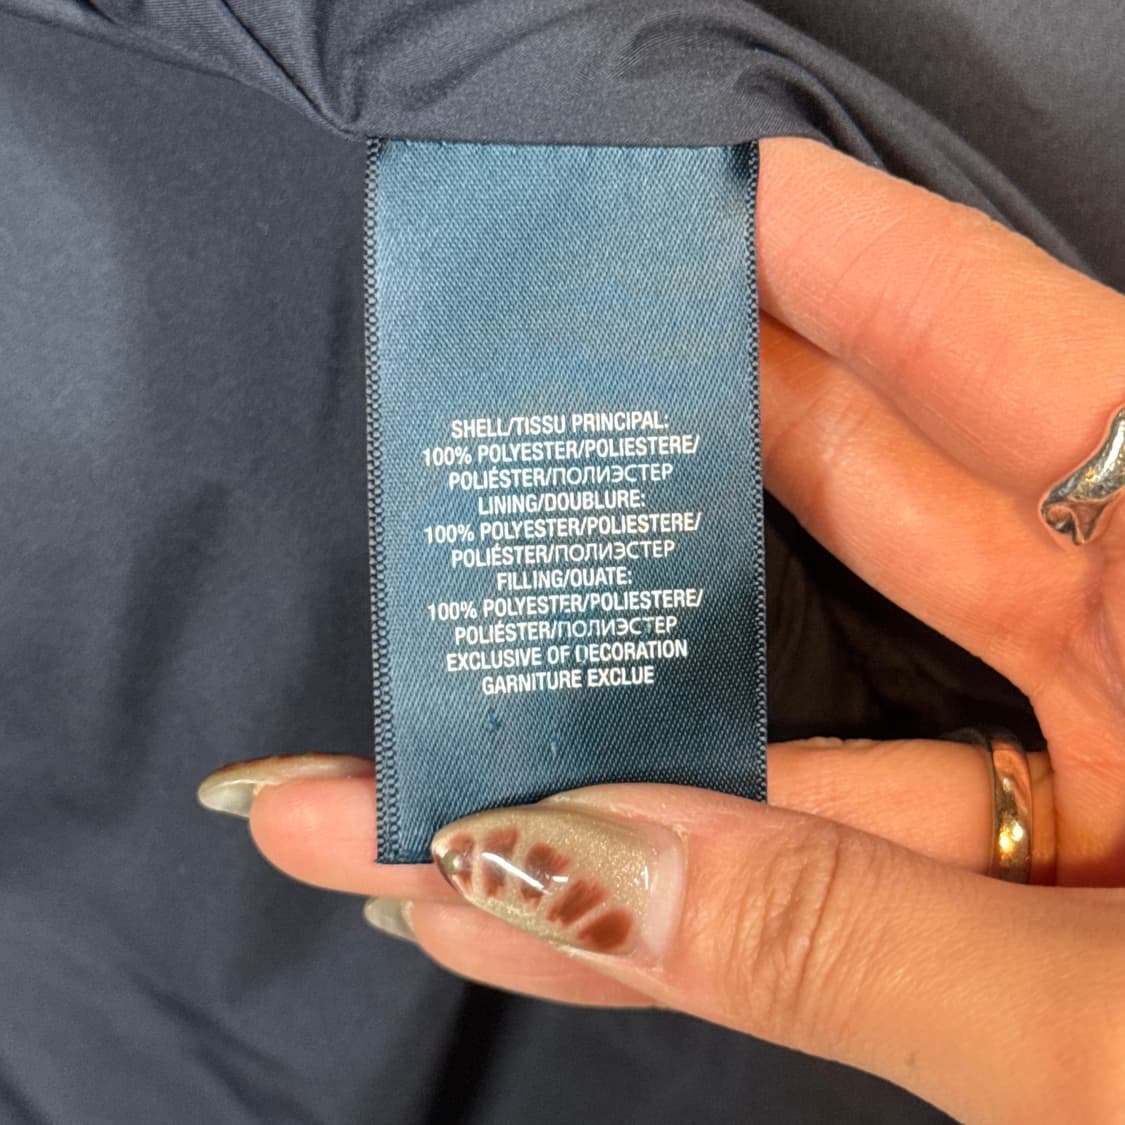 SHELL/TISSU PRINCIPAL:
100% POLYESTER/POLIESTERE/
POLIÉSTER/ПОЛИЭСТЕР
LINING/DOUBLURE:
100% POLYESTER/POLIESTERE/
POLIÉSTER/ПОЛИЭСТЕР
FILLING/OUATE:
100% POLYESTER/POLIESTERE/
POLIÉSTER/ПОЛИЭСТЕР
EXCLUSIVE OF DECORATION
GARNITURE EXCLUE